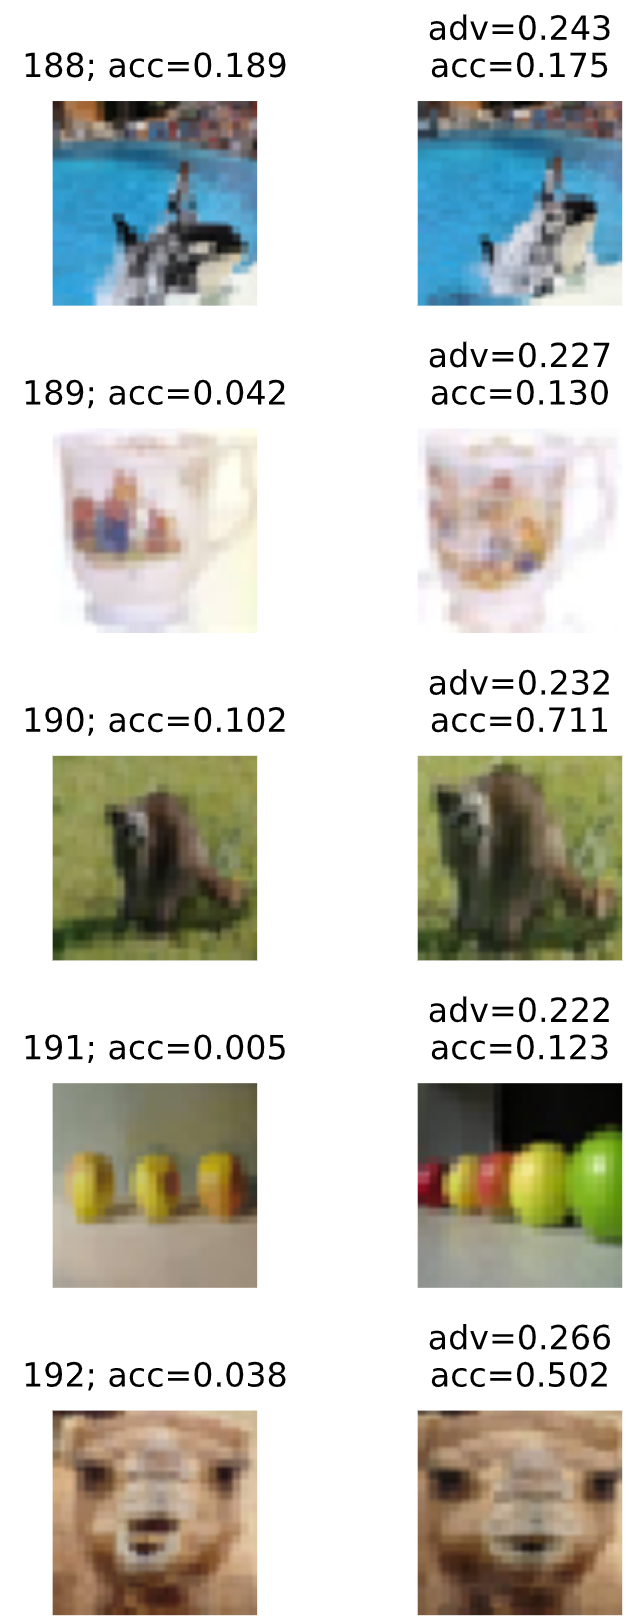 188; acc=0.189
adv=0.243
acc=0.175
189; acc=0.042
adv=0.227
acc=0.130
190; acc=0.102
adv=0.232
acc=0.711
191; acc=0.005
adv=0.222
acc=0.123
192; acc=0.038
adv=0.266
acc=0.502